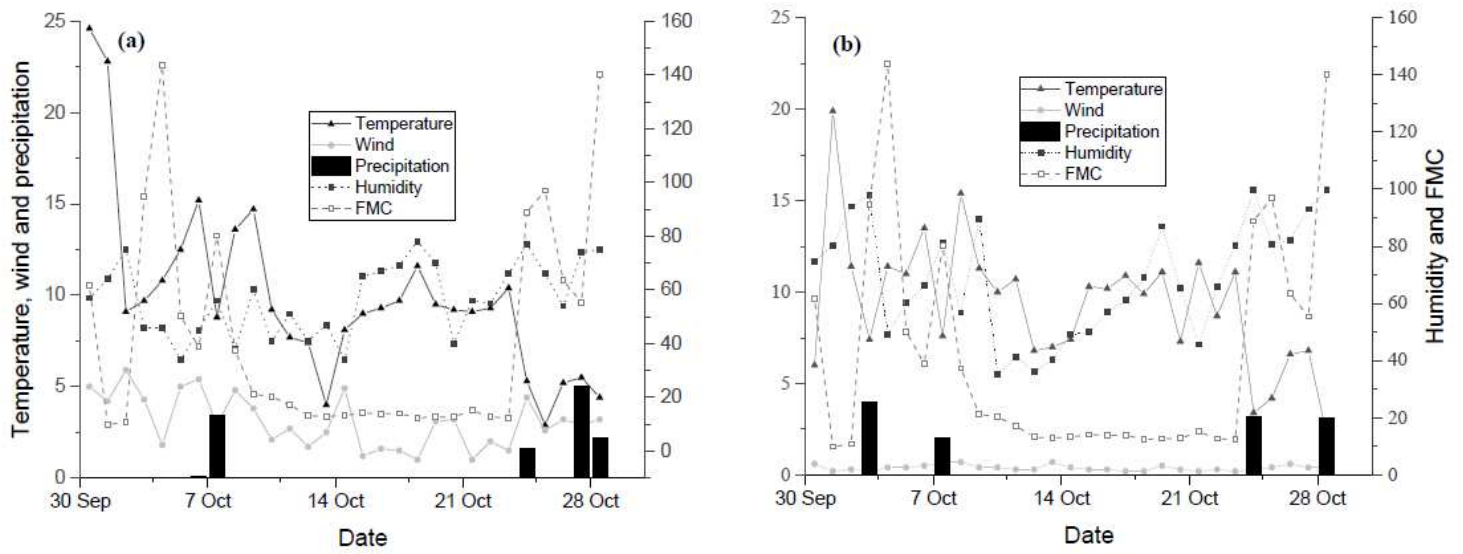 (a)
25
20
15
10
5
0
160
140
120
100
80
60
40
20
0
Temperature, wind and precipitation
Temperature
Wind
Precipitation
Humidity
FMC
30 Sep 7 Oct 14 Oct 21 Oct 28 Oct
Date
(b)
25
20
15
10
5
0
160
140
120
100
80
60
40
20
0
Temperature
Wind
Precipitation
Humidity
FMC
Humidity and FMC
30 Sep 7 Oct 14 Oct 21 Oct 28 Oct
Date